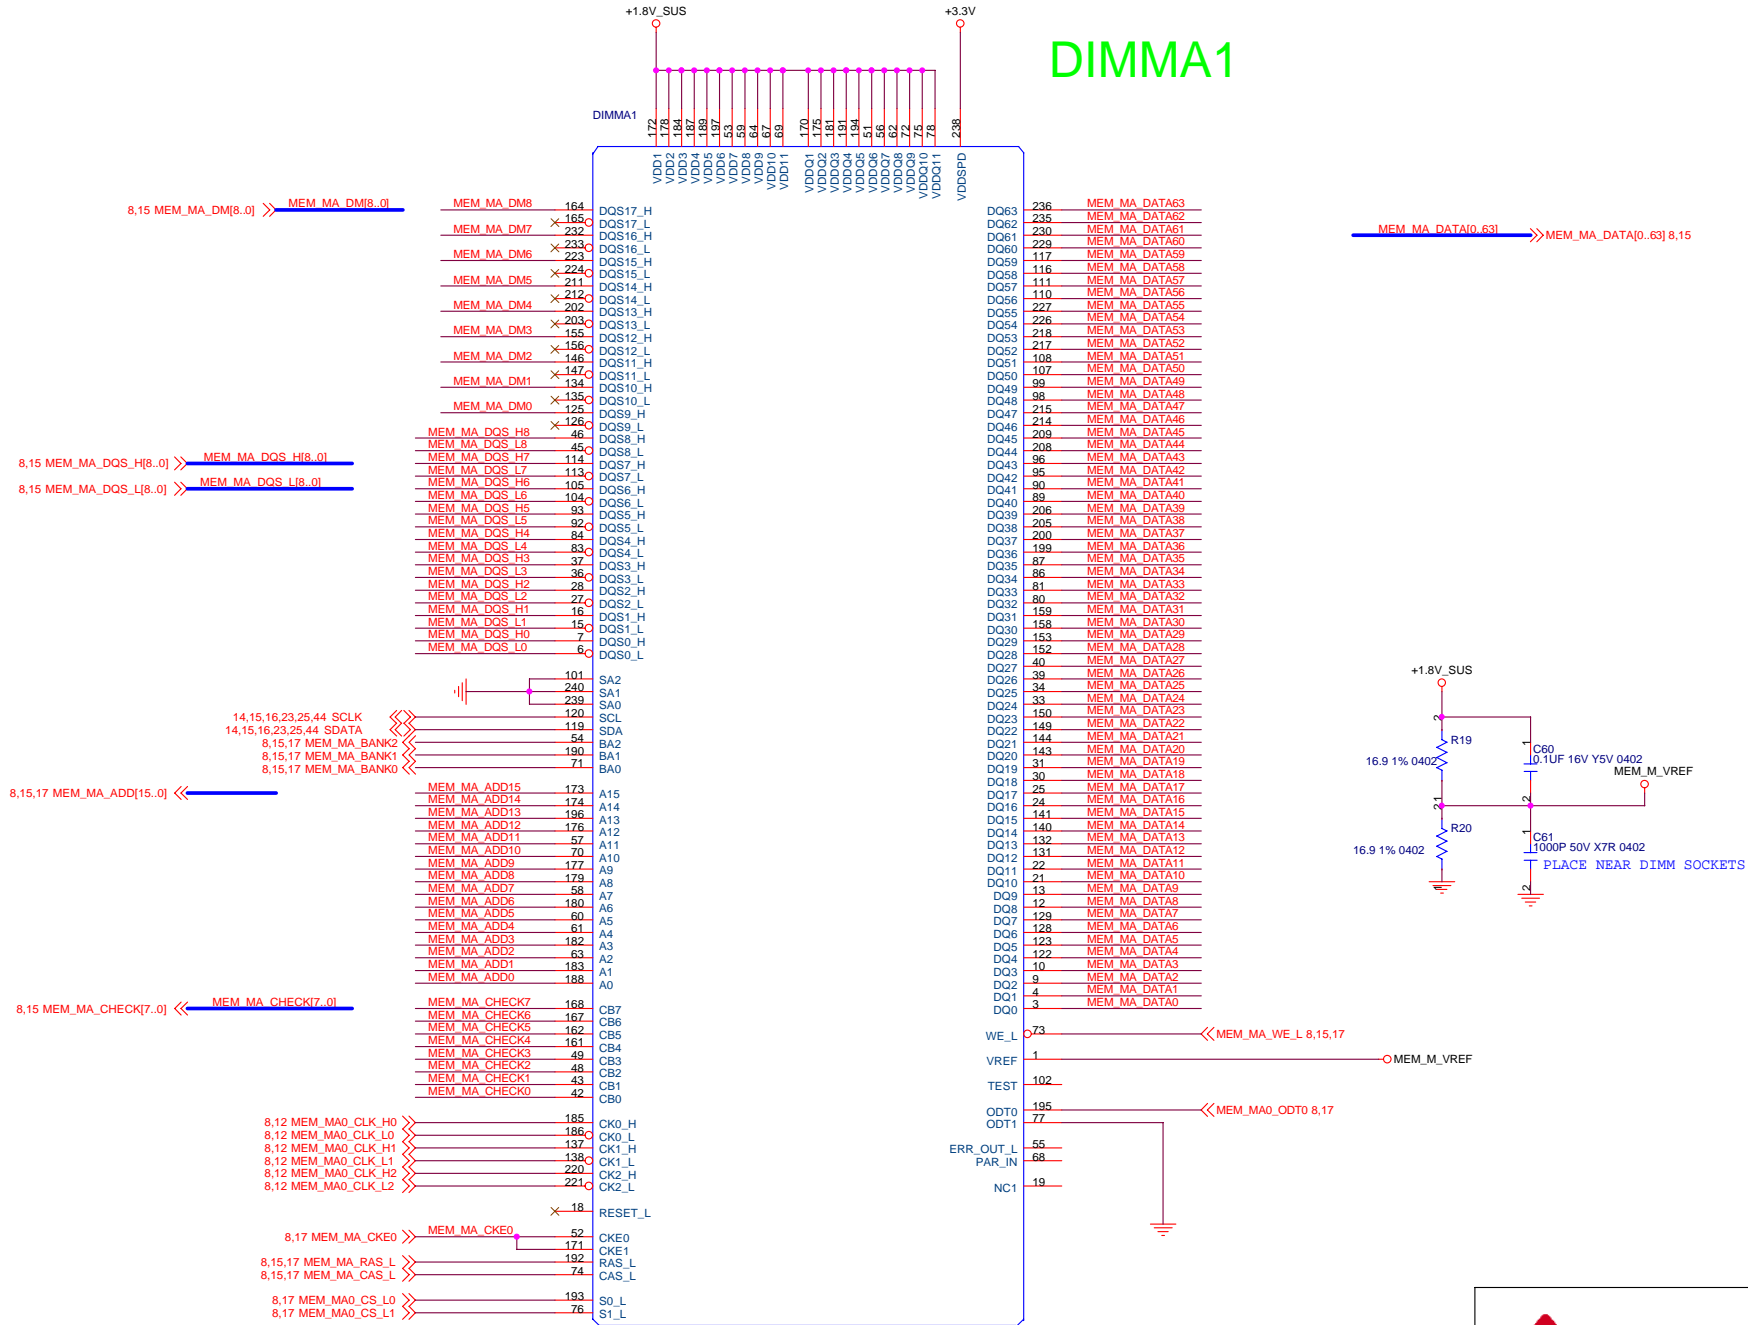 +1.8V_SUS
+3.3V
DIMMA1
DIMMA1
172 178 184 187 189 197 53 59 64 67 69 170 175 181 191 194 51 56 62 72 75 78 238
VDD1 VDD2 VDD3 VDD4 VDD5 VDD6 VDD7 VDD8 VDD9 VDD10 VDD11 VDDQ1 VDDQ2 VDDQ3 VDDQ4 VDDQ5 VDDQ6 VDDQ7 VDDQ8 VDDQ9 VDDQ10 VDDQ11 VDDSPD
8,15 MEM_MA_DM[8..0] MEM_MA_DM[8..0]
MEM_MA_DM8 164 DQS17_H
165 DQS17_L
MEM_MA_DM7 232 DQS16_H
233 DQS16_L
MEM_MA_DM6 223 DQS15_H
224 DQS15_L
MEM_MA_DM5 211 DQS14_H
212 DQS14_L
MEM_MA_DM4 202 DQS13_H
203 DQS13_L
MEM_MA_DM3 155 DQS12_H
156 DQS12_L
MEM_MA_DM2 146 DQS11_H
147 DQS11_L
MEM_MA_DM1 134 DQS10_H
135 DQS10_L
MEM_MA_DM0 125 DQS9_H
126 DQS9_L
MEM_MA_DQS_H8 46 DQS8_H
MEM_MA_DQS_L8 45 DQS8_L
MEM_MA_DQS_H7 114 DQS7_H
MEM_MA_DQS_L7 113 DQS7_L
MEM_MA_DQS_H6 105 DQS6_H
MEM_MA_DQS_L6 104 DQS6_L
MEM_MA_DQS_H5 93 DQS5_H
MEM_MA_DQS_L5 92 DQS5_L
MEM_MA_DQS_H4 84 DQS4_H
MEM_MA_DQS_L4 83 DQS4_L
MEM_MA_DQS_H3 37 DQS3_H
MEM_MA_DQS_L3 36 DQS3_L
MEM_MA_DQS_H2 28 DQS2_H
MEM_MA_DQS_L2 27 DQS2_L
MEM_MA_DQS_H1 16 DQS1_H
MEM_MA_DQS_L1 15 DQS1_L
MEM_MA_DQS_H0 7 DQS0_H
MEM_MA_DQS_L0 6 DQS0_L
8,15 MEM_MA_DQS_H[8..0] MEM_MA_DQS_H[8..0]
8,15 MEM_MA_DQS_L[8..0] MEM_MA_DQS_L[8..0]
101 SA2
240 SA1
239 SA0
14,15,16,23,25,44 SCLK 120 SCL
14,15,16,23,25,44 SDATA 119 SDA
8,15,17 MEM_MA_BANK2 54 BA2
8,15,17 MEM_MA_BANK1 190 BA1
8,15,17 MEM_MA_BANK0 71 BA0
8,15,17 MEM_MA_ADD[15..0]
MEM_MA_ADD15 173 A15
MEM_MA_ADD14 174 A14
MEM_MA_ADD13 196 A13
MEM_MA_ADD12 176 A12
MEM_MA_ADD11 57 A11
MEM_MA_ADD10 70 A10
MEM_MA_ADD9 177 A9
MEM_MA_ADD8 179 A8
MEM_MA_ADD7 58 A7
MEM_MA_ADD6 180 A6
MEM_MA_ADD5 60 A5
MEM_MA_ADD4 61 A4
MEM_MA_ADD3 182 A3
MEM_MA_ADD2 63 A2
MEM_MA_ADD1 183 A1
MEM_MA_ADD0 188 A0
8,15 MEM_MA_CHECK[7..0] MEM_MA_CHECK[7..0]
MEM_MA_CHECK7 168 CB7
MEM_MA_CHECK6 167 CB6
MEM_MA_CHECK5 162 CB5
MEM_MA_CHECK4 161 CB4
MEM_MA_CHECK3 49 CB3
MEM_MA_CHECK2 48 CB2
MEM_MA_CHECK1 43 CB1
MEM_MA_CHECK0 42 CB0
8,12 MEM_MA0_CLK_H0 185 CK0_H
8,12 MEM_MA0_CLK_L0 186 CK0_L
8,12 MEM_MA0_CLK_H1 137 CK1_H
8,12 MEM_MA0_CLK_L1 138 CK1_L
8,12 MEM_MA0_CLK_H2 220 CK2_H
8,12 MEM_MA0_CLK_L2 221 CK2_L
18 RESET_L
8,17 MEM_MA_CKE0 MEM_MA_CKE0 52 CKE0
171 CKE1
8,15,17 MEM_MA_RAS_L 192 RAS_L
8,15,17 MEM_MA_CAS_L 74 CAS_L
8,17 MEM_MA0_CS_L0 193 S0_L
8,17 MEM_MA0_CS_L1 76 S1_L
DQ63 236 MEM_MA_DATA63
DQ62 235 MEM_MA_DATA62
DQ61 230 MEM_MA_DATA61
DQ60 229 MEM_MA_DATA60
DQ59 117 MEM_MA_DATA59
DQ58 116 MEM_MA_DATA58
DQ57 111 MEM_MA_DATA57
DQ56 110 MEM_MA_DATA56
DQ55 227 MEM_MA_DATA55
DQ54 226 MEM_MA_DATA54
DQ53 218 MEM_MA_DATA53
DQ52 217 MEM_MA_DATA52
DQ51 108 MEM_MA_DATA51
DQ50 107 MEM_MA_DATA50
DQ49 99 MEM_MA_DATA49
DQ48 98 MEM_MA_DATA48
DQ47 215 MEM_MA_DATA47
DQ46 214 MEM_MA_DATA46
DQ45 209 MEM_MA_DATA45
DQ44 208 MEM_MA_DATA44
DQ43 96 MEM_MA_DATA43
DQ42 95 MEM_MA_DATA42
DQ41 90 MEM_MA_DATA41
DQ40 89 MEM_MA_DATA40
DQ39 206 MEM_MA_DATA39
DQ38 205 MEM_MA_DATA38
DQ37 200 MEM_MA_DATA37
DQ36 199 MEM_MA_DATA36
DQ35 87 MEM_MA_DATA35
DQ34 86 MEM_MA_DATA34
DQ33 81 MEM_MA_DATA33
DQ32 80 MEM_MA_DATA32
DQ31 159 MEM_MA_DATA31
DQ30 158 MEM_MA_DATA30
DQ29 153 MEM_MA_DATA29
DQ28 152 MEM_MA_DATA28
DQ27 40 MEM_MA_DATA27
DQ26 39 MEM_MA_DATA26
DQ25 34 MEM_MA_DATA25
DQ24 33 MEM_MA_DATA24
DQ23 150 MEM_MA_DATA23
DQ22 149 MEM_MA_DATA22
DQ21 144 MEM_MA_DATA21
DQ20 143 MEM_MA_DATA20
DQ19 31 MEM_MA_DATA19
DQ18 30 MEM_MA_DATA18
DQ17 25 MEM_MA_DATA17
DQ16 24 MEM_MA_DATA16
DQ15 141 MEM_MA_DATA15
DQ14 140 MEM_MA_DATA14
DQ13 132 MEM_MA_DATA13
DQ12 131 MEM_MA_DATA12
DQ11 22 MEM_MA_DATA11
DQ10 21 MEM_MA_DATA10
DQ9 13 MEM_MA_DATA9
DQ8 12 MEM_MA_DATA8
DQ7 129 MEM_MA_DATA7
DQ6 128 MEM_MA_DATA6
DQ5 123 MEM_MA_DATA5
DQ4 122 MEM_MA_DATA4
DQ3 10 MEM_MA_DATA3
DQ2 9 MEM_MA_DATA2
DQ1 4 MEM_MA_DATA1
DQ0 3 MEM_MA_DATA0
WE_L 73 MEM_MA_WE_L 8,15,17
VREF 1 MEM_M_VREF
TEST 102
ODT0 195 MEM_MA0_ODT0 8,17
ODT1 77
ERR_OUT_L 55
PAR_IN 68
NC1 19
MEM_MA_DATA[0..63] MEM_MA_DATA[0..63] 8,15
+1.8V_SUS
2
R19
16.9 1% 0402
1
1
C60
0.1UF 16V Y5V 0402
2
MEM_M_VREF
2
R20
16.9 1% 0402
1
1
C61
1000P 50V X7R 0402
2
PLACE NEAR DIMM SOCKETS